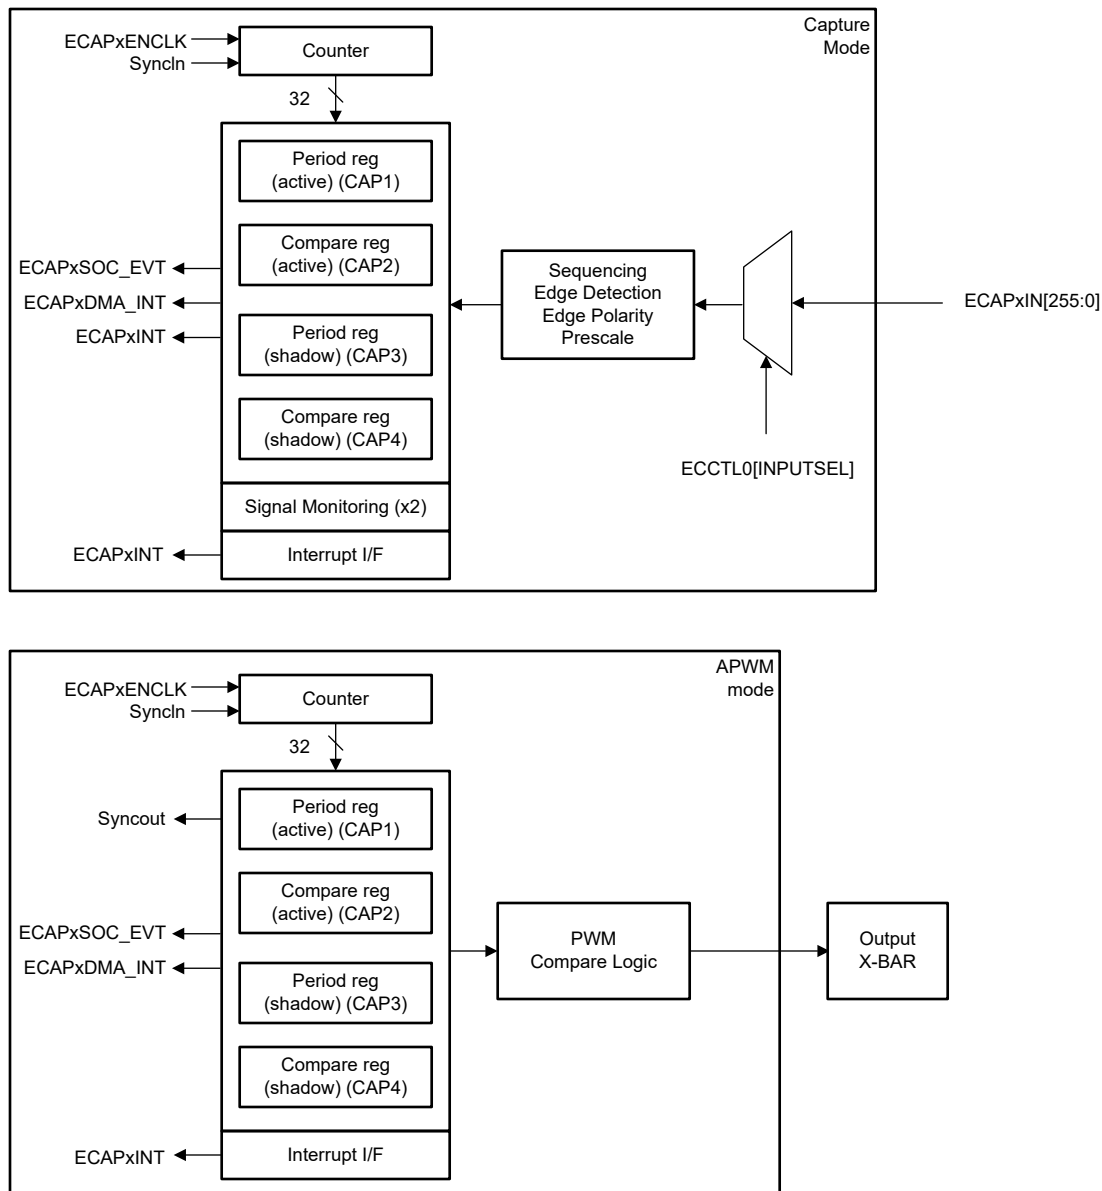 Capture
Mode
ECAPxENCLK
SyncIn
Counter
32
Period reg
(active) (CAP1)
Compare reg
(active) (CAP2)
Period reg
(shadow) (CAP3)
Compare reg
(shadow) (CAP4)
Signal Monitoring (x2)
Interrupt I/F
ECAPxSOC_EVT
ECAPxDMA_INT
ECAPxINT
ECAPxINT
Sequencing
Edge Detection
Edge Polarity
Prescale
ECAPxIN[255:0]
ECCTL0[INPUTSEL]
APWM
mode
ECAPxENCLK
SyncIn
Counter
32
Syncout
Period reg
(active) (CAP1)
Compare reg
(active) (CAP2)
Period reg
(shadow) (CAP3)
Compare reg
(shadow) (CAP4)
Interrupt I/F
ECAPxSOC_EVT
ECAPxDMA_INT
ECAPxINT
PWM
Compare Logic
Output
X-BAR